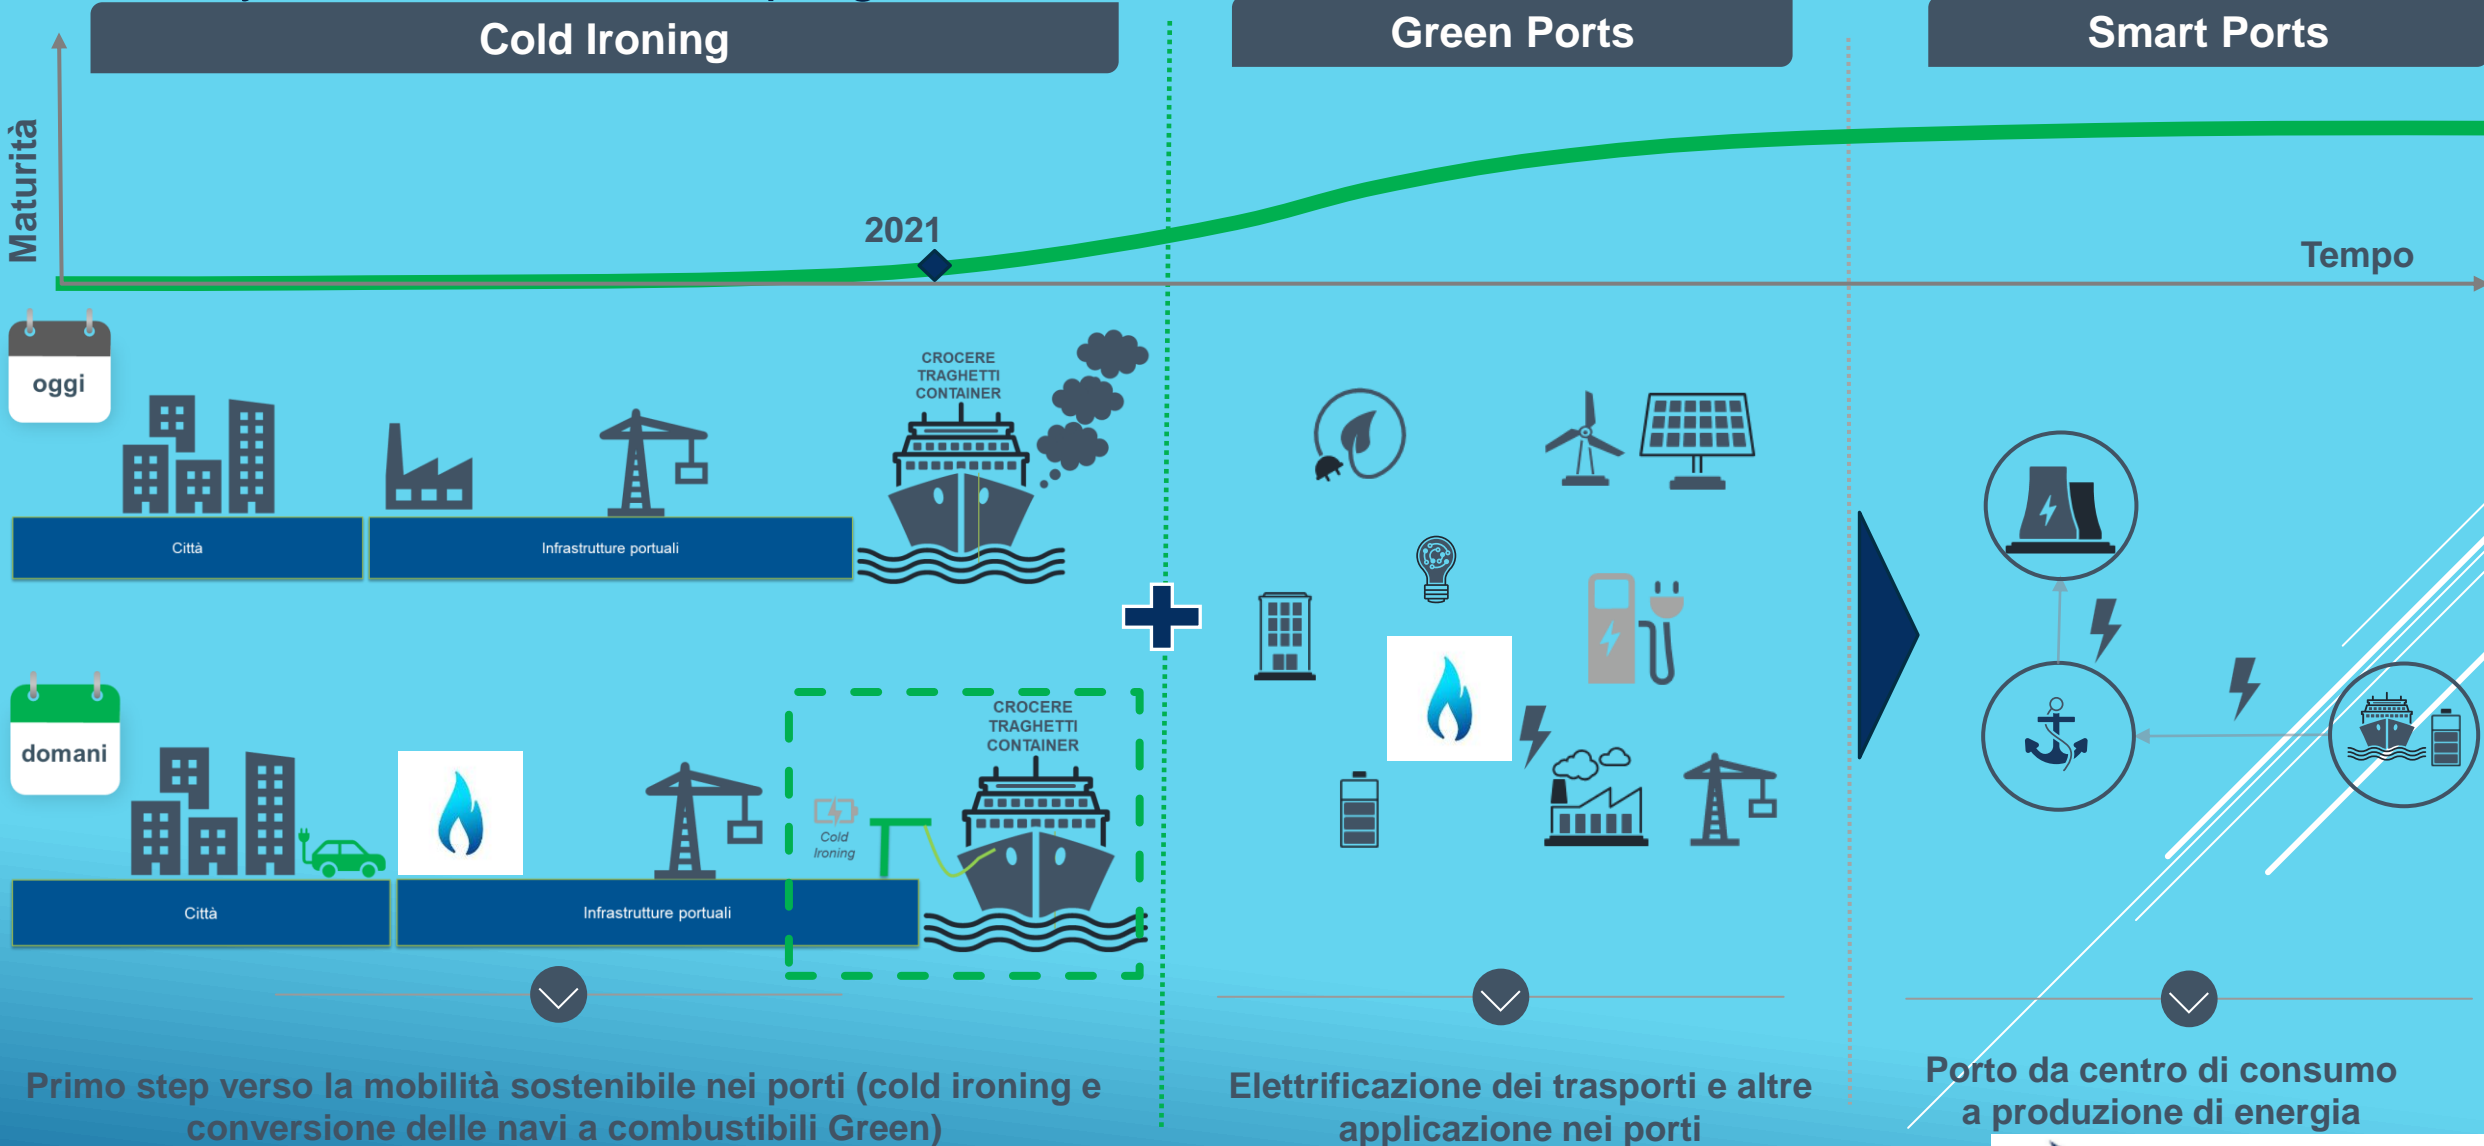 Cold Ironing
Green Ports
Smart Ports
Maturità
2021
Tempo
oggi
CROCERE
TRAGHETTI
CONTAINER
Città
Infrastrutture portuali
domani
CROCERE
TRAGHETTI
CONTAINER
Cold
Ironing
Città
Infrastrutture portuali
Primo step verso la mobilità sostenibile nei porti (cold ironing e
conversione delle navi a combustibili Green)
Elettrificazione dei trasporti e altre
applicazione nei porti
Porto da centro di consumo
a produzione di energia